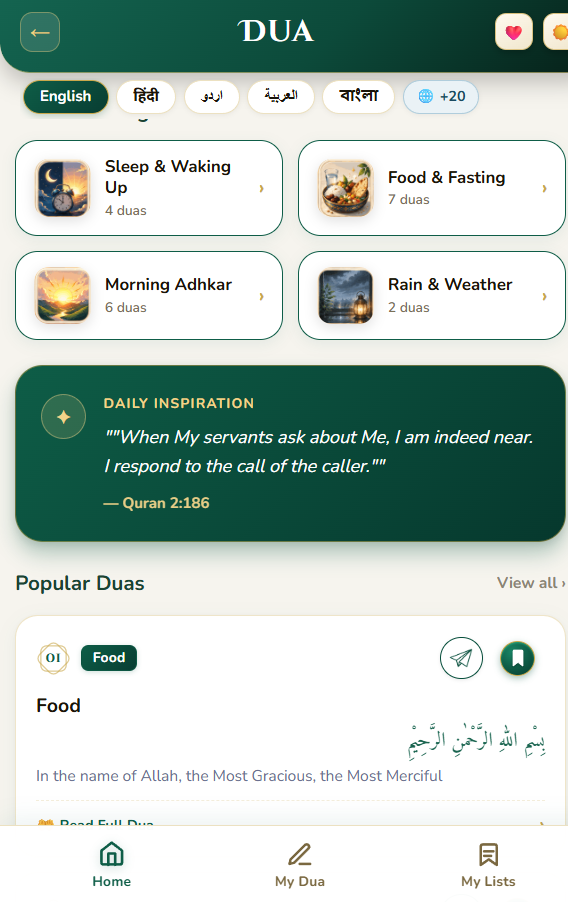 ←
DUA
English
हिंदी
اردو
العربية
বাংলা
+20
Sleep & Waking
Up
4 duas
›
Food & Fasting
7 duas
›
Morning Adhkar
6 duas
›
Rain & Weather
2 duas
›
DAILY INSPIRATION
""When My servants ask about Me, I am indeed near.
I respond to the call of the caller.""
— Quran 2:186
Popular Duas
View all ›
01
Food
Food
بِسْمِ اللهِ الرَّحْمٰنِ الرَّحِيْمِ
In the name of Allah, the Most Gracious, the Most Merciful
Read Full Dua
Home
My Dua
My Lists